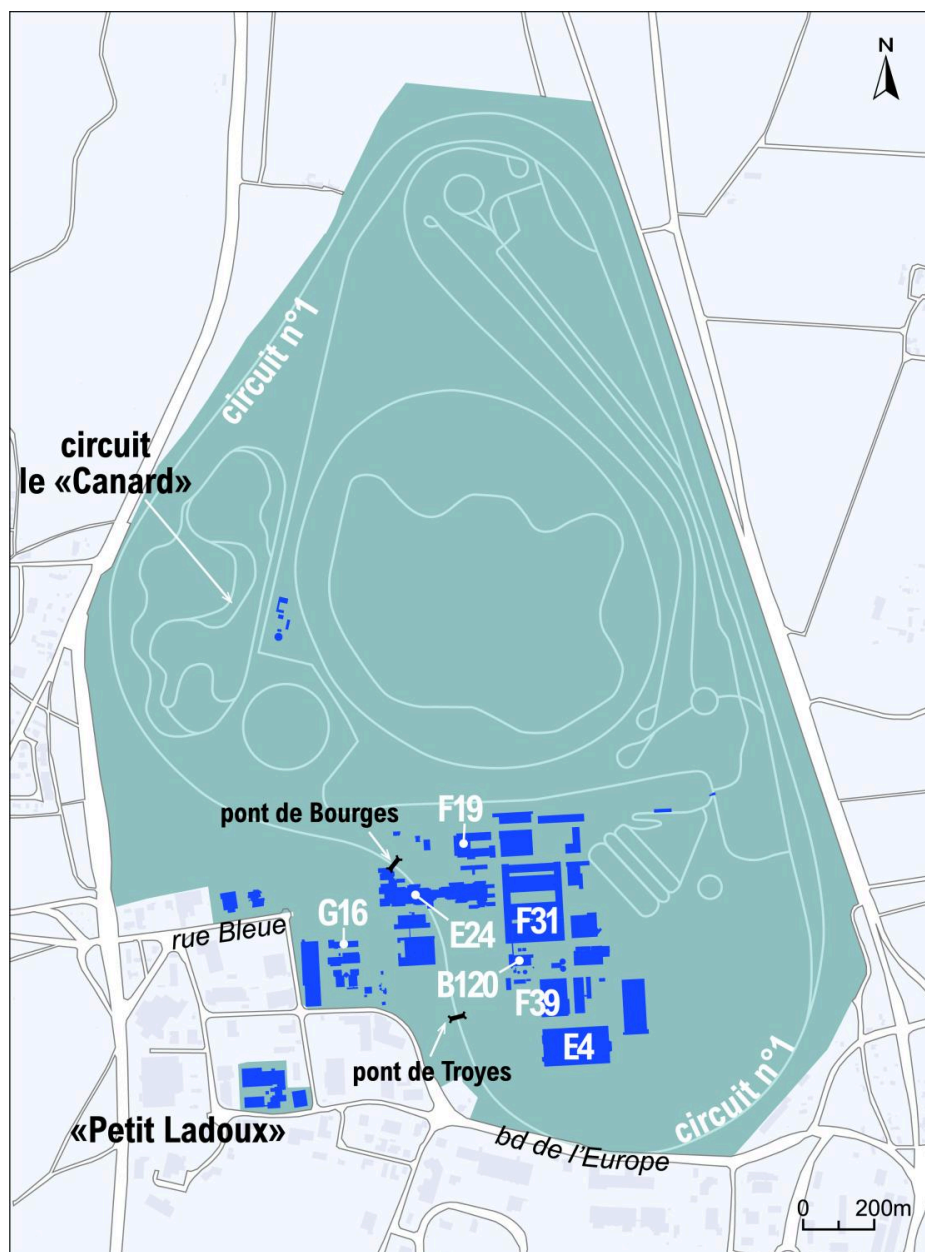 N
circuit n°1
circuit
le «Canard»
pont de Bourges
F19
G16
rue Bleue
E24
F31
B120
F39
pont de Troyes
E4
circuit n°1
«Petit Ladoux»
bd de l'Europe
0 200m